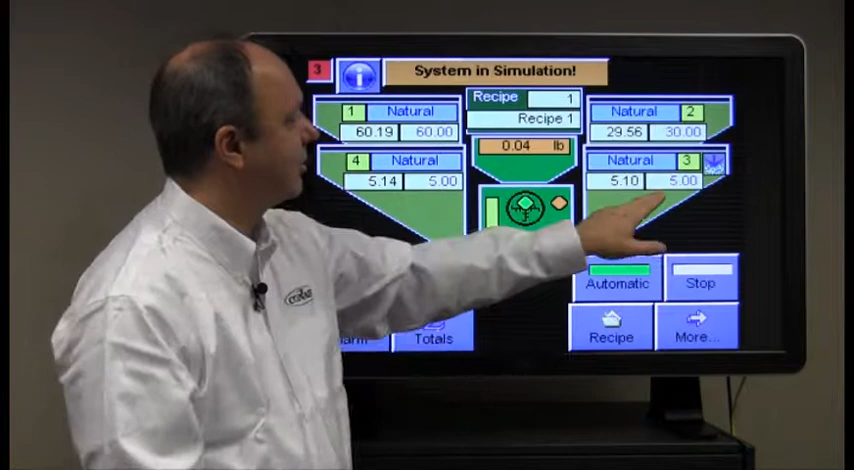 3
System in Simulation!
1 Natural
60.19 60.00
Recipe 1
Recipe 1
Natural 2
29.56 30.00
4 Natural
5.14 5.00
0.04 lb
Natural 3
5.10 5.00
Automatic
Stop
Totals
Recipe
More...